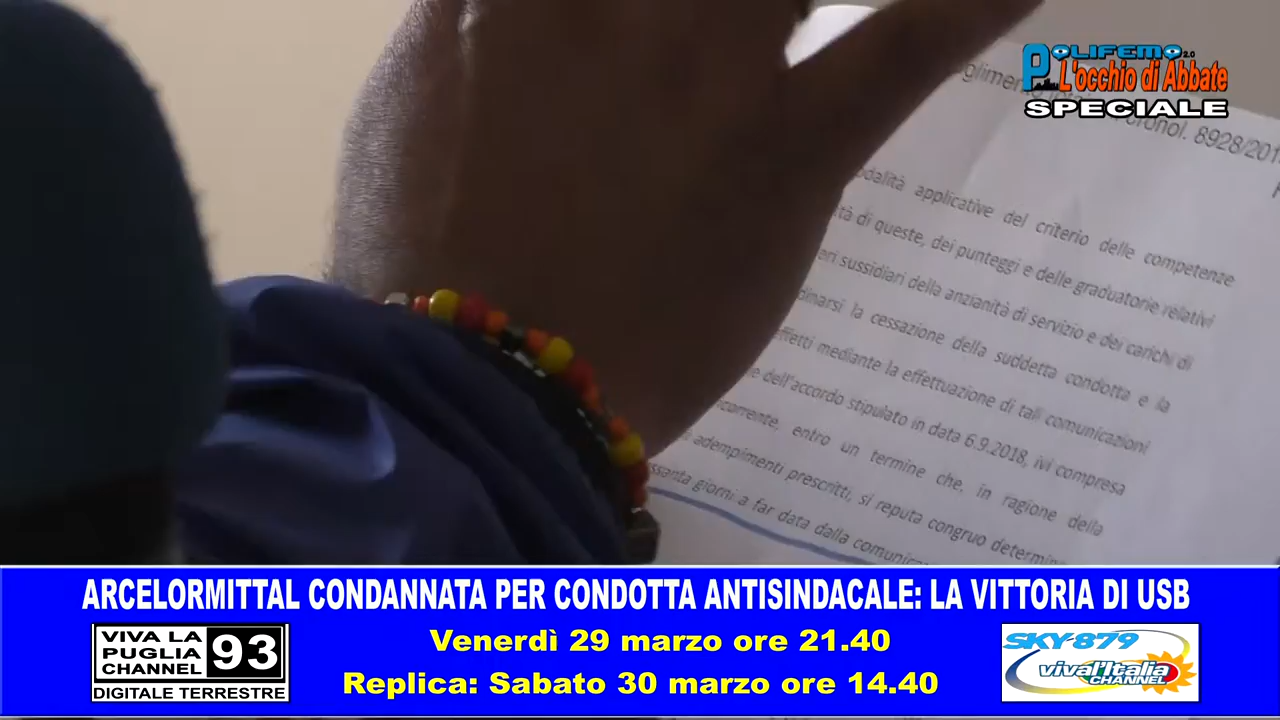 POLIFEMO 2.0
L'occhio di Abbate
SPECIALE
cronol. 8928/201
applicative del criterio delle competenze
di queste, dei punteggi e delle graduatorie relativi
sussidiari della anzianità di servizio e dei carichi di
la cessazione della suddetta condotta e la
effetti mediante la effettuazione di tali comunicazioni
dell'accordo stipulato in data 6.9.2018, ivi compresa
entro un termine che, in ragione della
adempimenti prescritti, si reputa congruo
giorni a far data dalla
ARCELORMITTAL CONDANNATA PER CONDOTTA ANTISINDACALE: LA VITTORIA DI USB
VIVA LA
PUGLIA
CHANNEL
93
DIGITALE TERRESTRE
Venerdì 29 marzo ore 21.40
Replica: Sabato 30 marzo ore 14.40
SKY-879
vival'Italia
CHANNEL